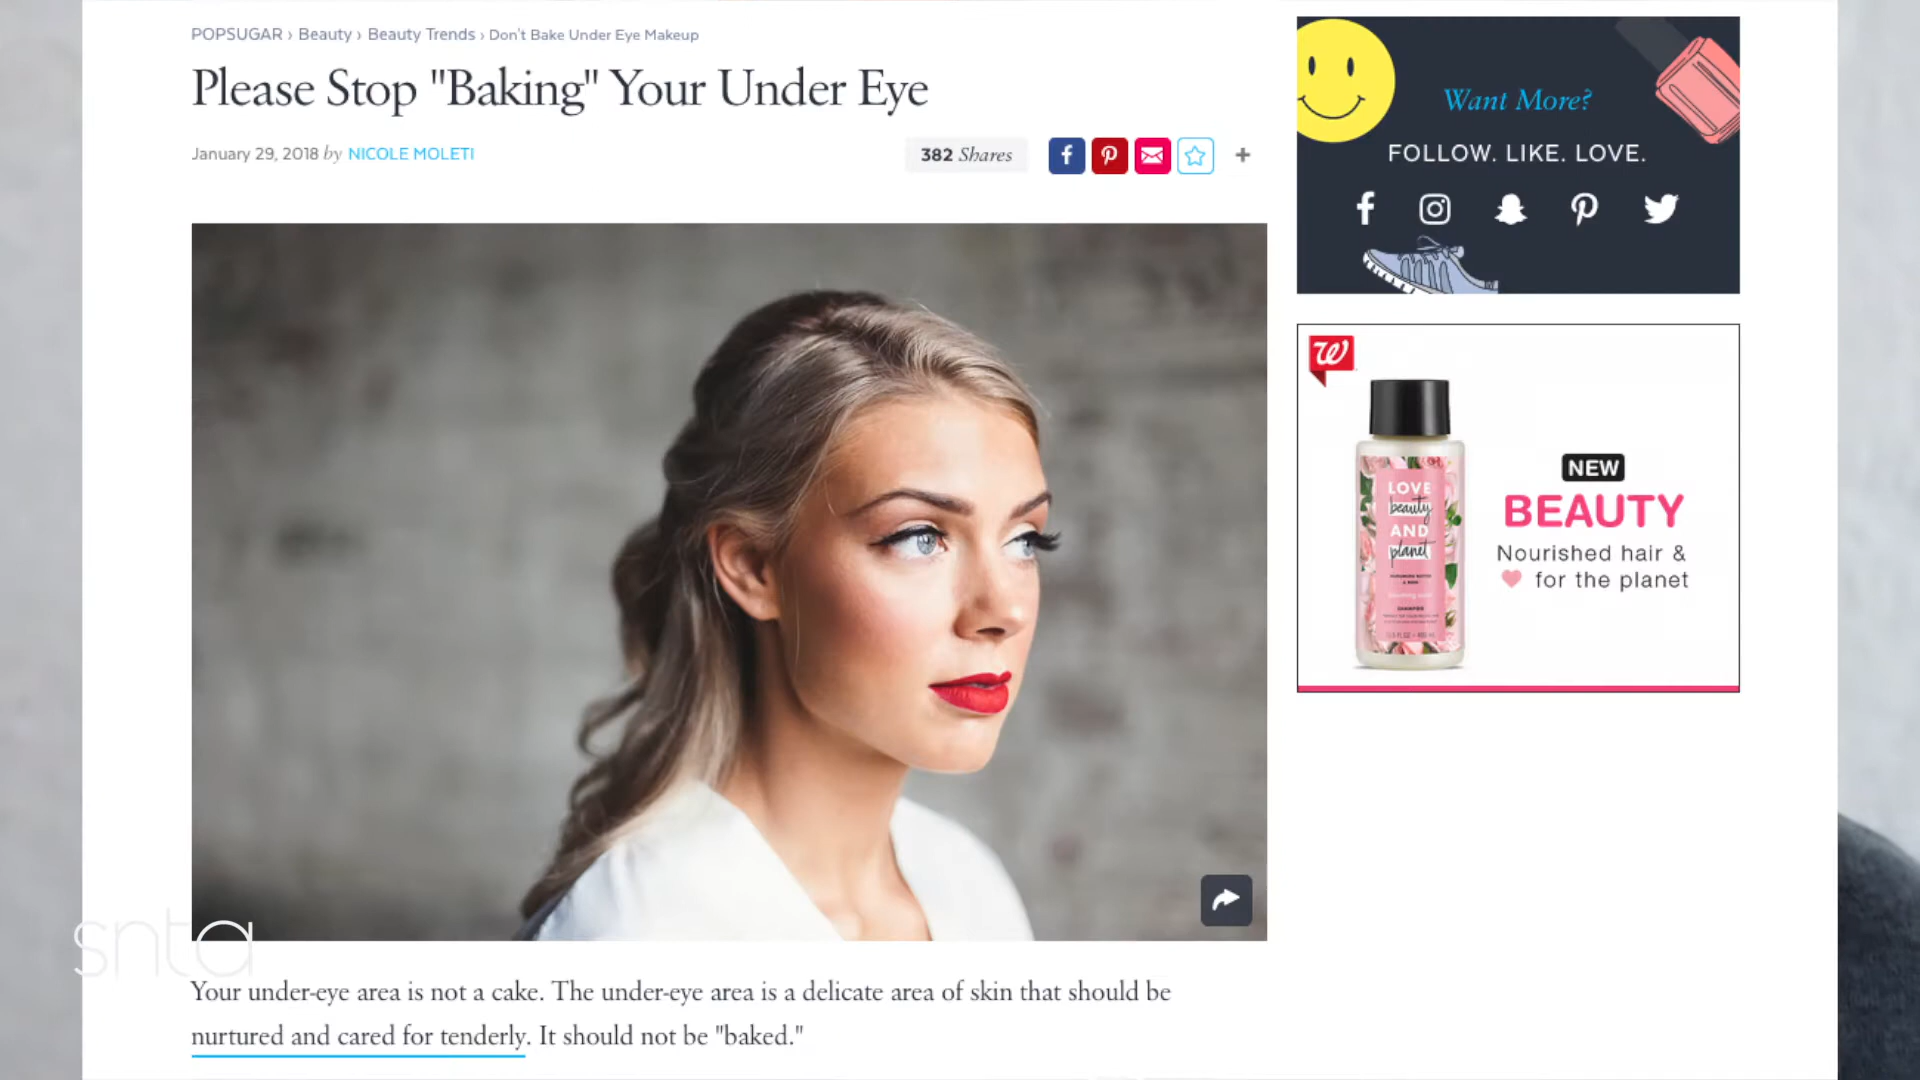 POPSUGAR › Beauty › Beauty Trends › Don't Bake Under Eye Makeup
Please Stop "Baking" Your Under Eye
January 29, 2018 by NICOLE MOLETI
382 Shares
Want More?
FOLLOW. LIKE. LOVE.
LOVE
beauty
AND
planet
SHAMPOO
NEW
BEAUTY
Nourished hair &
for the planet
snta
Your under-eye area is not a cake. The under-eye area is a delicate area of skin that should be
nurtured and cared for tenderly. It should not be "baked."